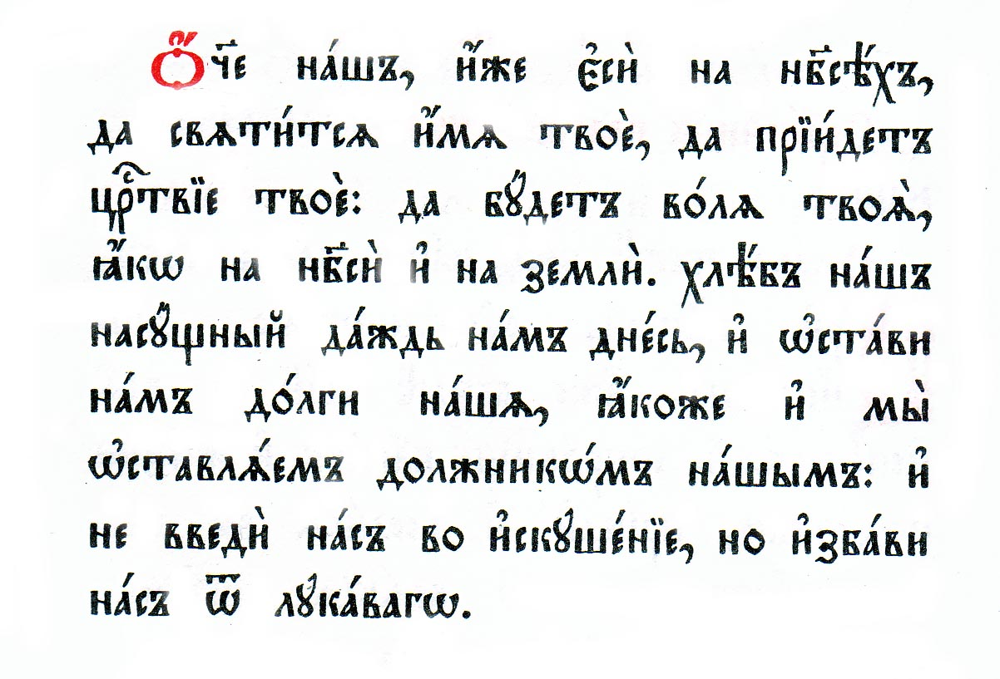 Ѻ҆́ч҃е на́шъ, и҆́же є҆сѝ на нб҃сѣ́хъ,
да свѧти́тсѧ и҆́мѧ твоѐ, да прїи́детъ
црⷭ҇твїе твоѐ: да бꙋ́детъ во́лѧ твоѧ̀,
ꙗ҆́кѡ на нб҃сѝ и҆ на землѝ. хлѣ́бъ на́шъ
насꙋ́щный да́ждь на́мъ дне́сь, и҆ ѡ҆ста́ви
на́мъ до́лги на́шѧ, ꙗ҆́коже и҆ мы̀
ѡ҆ставлѧ́емъ должникѡ́мъ на́шымъ: и҆
не введѝ на́съ во и҆скꙋше́нїе, но и҆зба́ви
на́съ ѿ лꙋка́вагѡ.